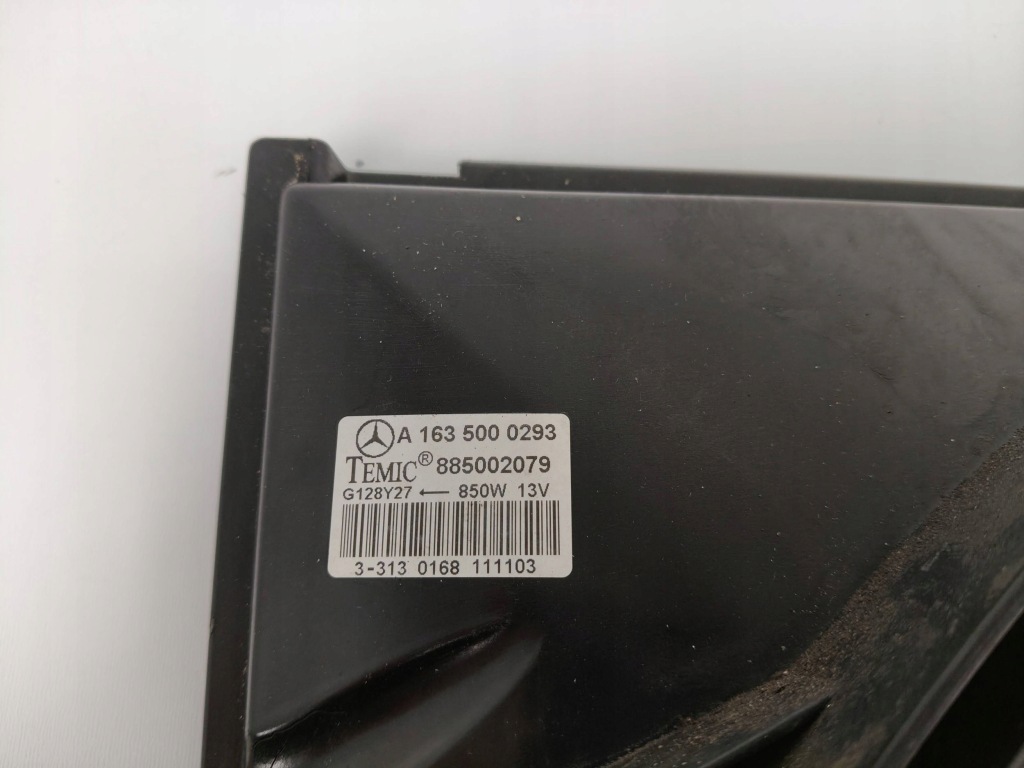 A 163 500 0293
TEMIC® 885002079
G128Y27 ← 850W 13V
3-313 0168 111103